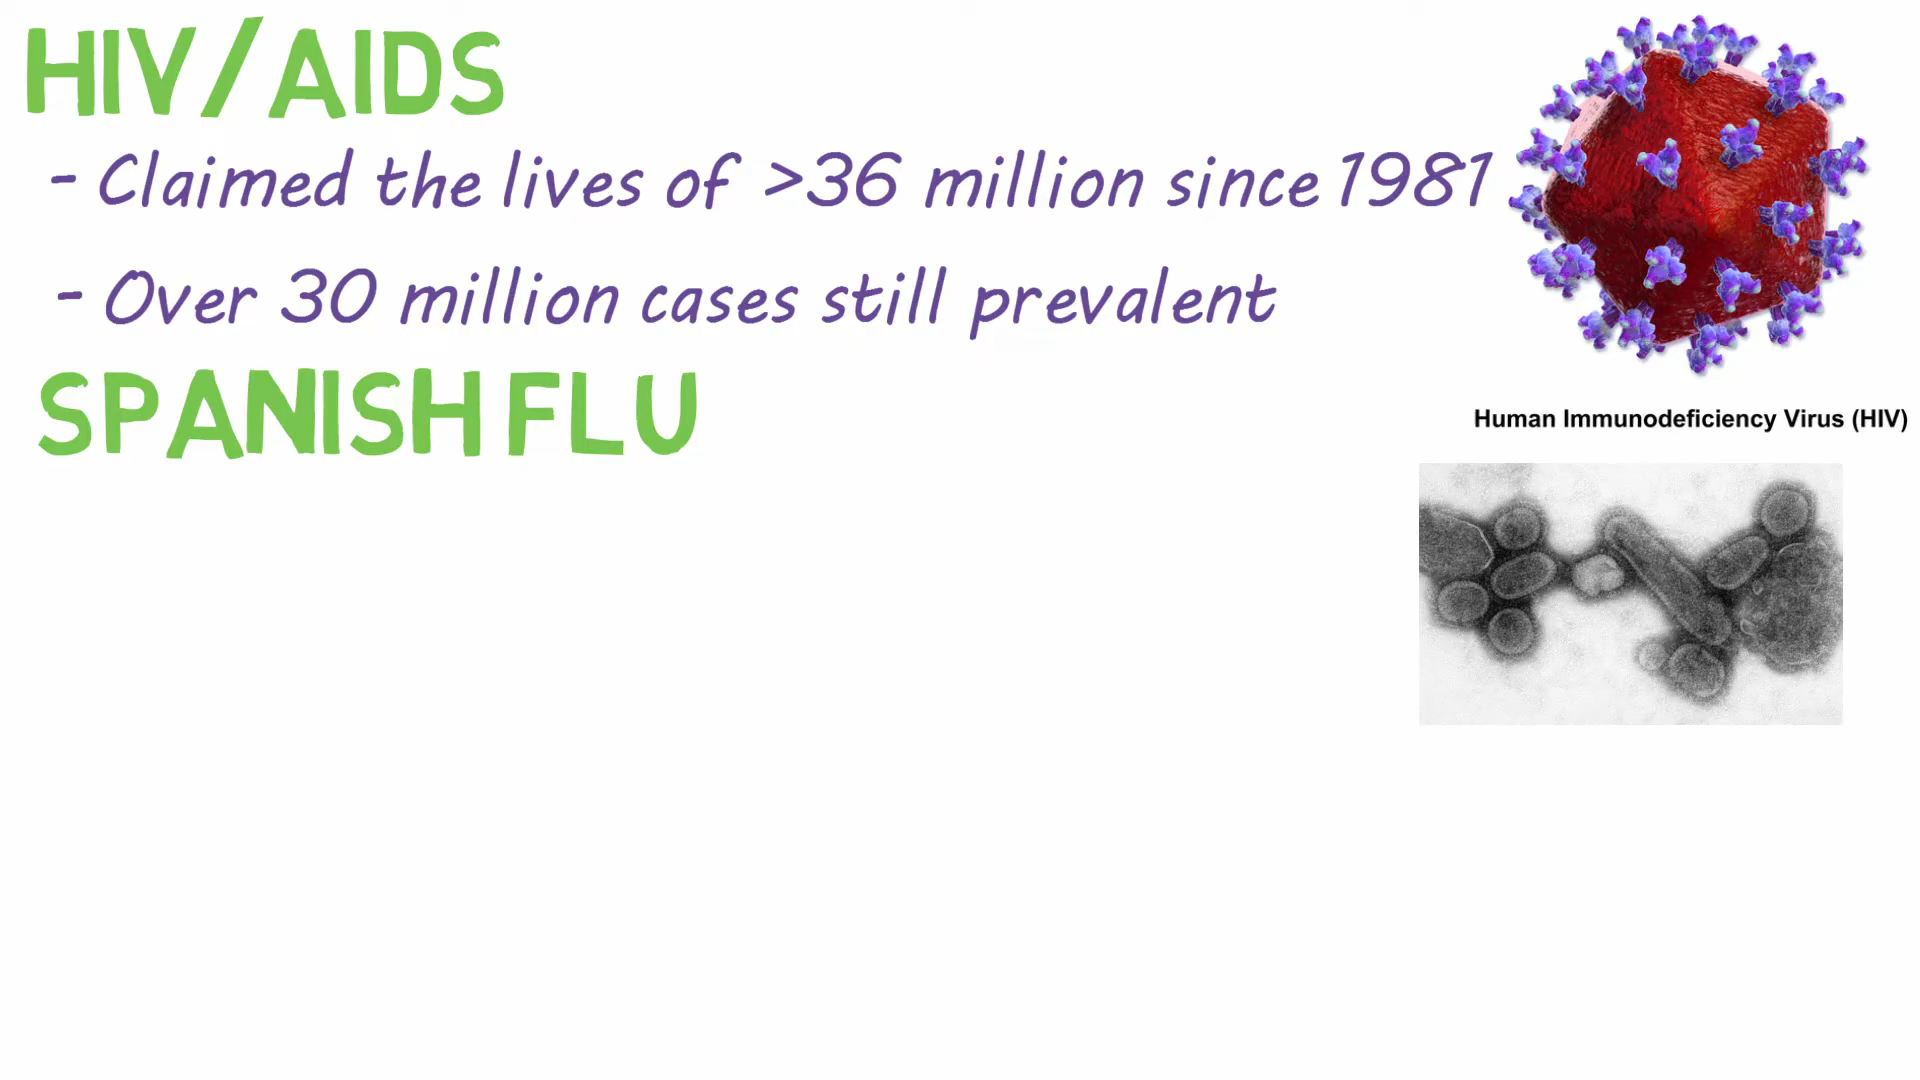 HIV/AIDS
- Claimed the lives of >36 million since 1981
- Over 30 million cases still prevalent
SPANISH FLU
Human Immunodeficiency Virus (HIV)